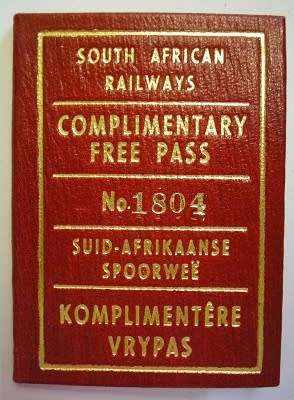 SOUTH AFRICAN
RAILWAYS
COMPLIMENTARY
FREE PASS
No. 1804
SUID-AFRIKAANSE
SPOORWEË
KOMPLIMENTÊRE
VRYPAS